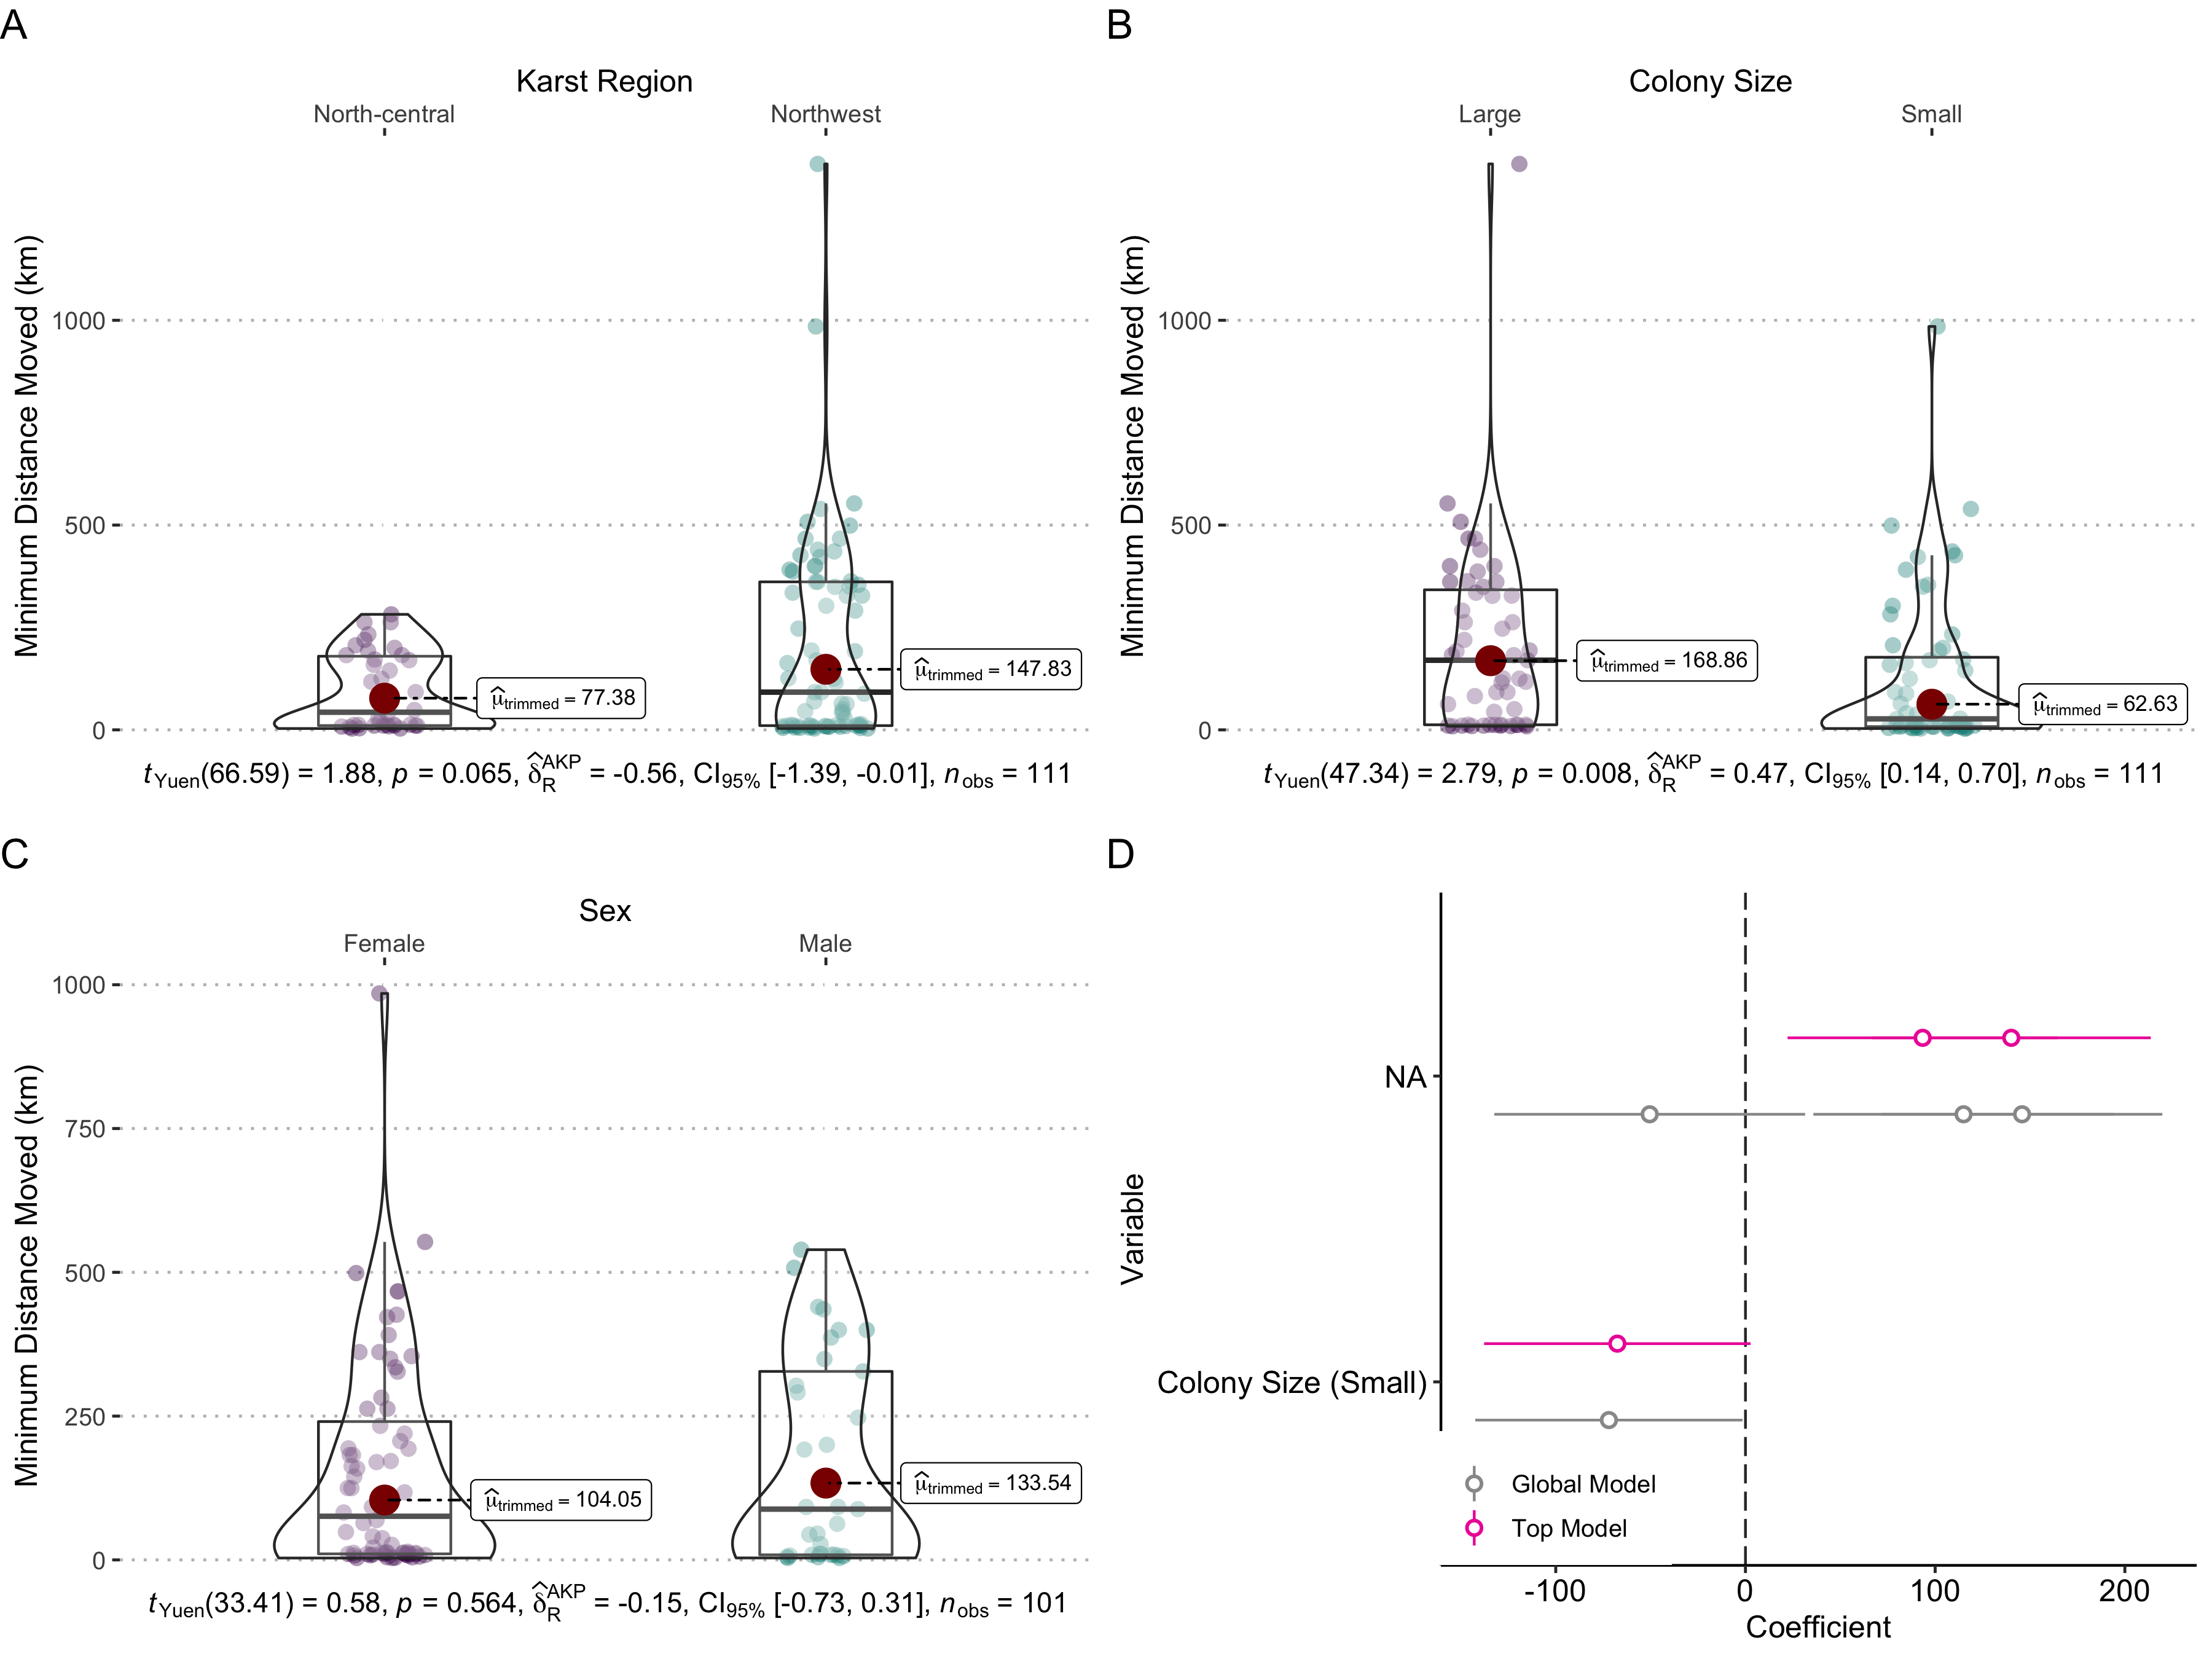 A
Karst Region
North-central Northwest
Minimum Distance Moved (km)
1000
500
0
μ̂trimmed = 77.38
μ̂trimmed = 147.83
tYuen(66.59) = 1.88, p = 0.065, δ̂R AKP = -0.56, CI95% [-1.39, -0.01], nobs = 111
B
Colony Size
Large Small
Minimum Distance Moved (km)
1000
500
0
μ̂trimmed = 168.86
μ̂trimmed = 62.63
tYuen(47.34) = 2.79, p = 0.008, δ̂R AKP = 0.47, CI95% [0.14, 0.70], nobs = 111
C
Sex
Female Male
Minimum Distance Moved (km)
1000
750
500
250
0
μ̂trimmed = 104.05
μ̂trimmed = 133.54
tYuen(33.41) = 0.58, p = 0.564, δ̂R AKP = -0.15, CI95% [-0.73, 0.31], nobs = 101
D
Variable
NA
Colony Size (Small)
Global Model
Top Model
-100 0 100 200
Coefficient